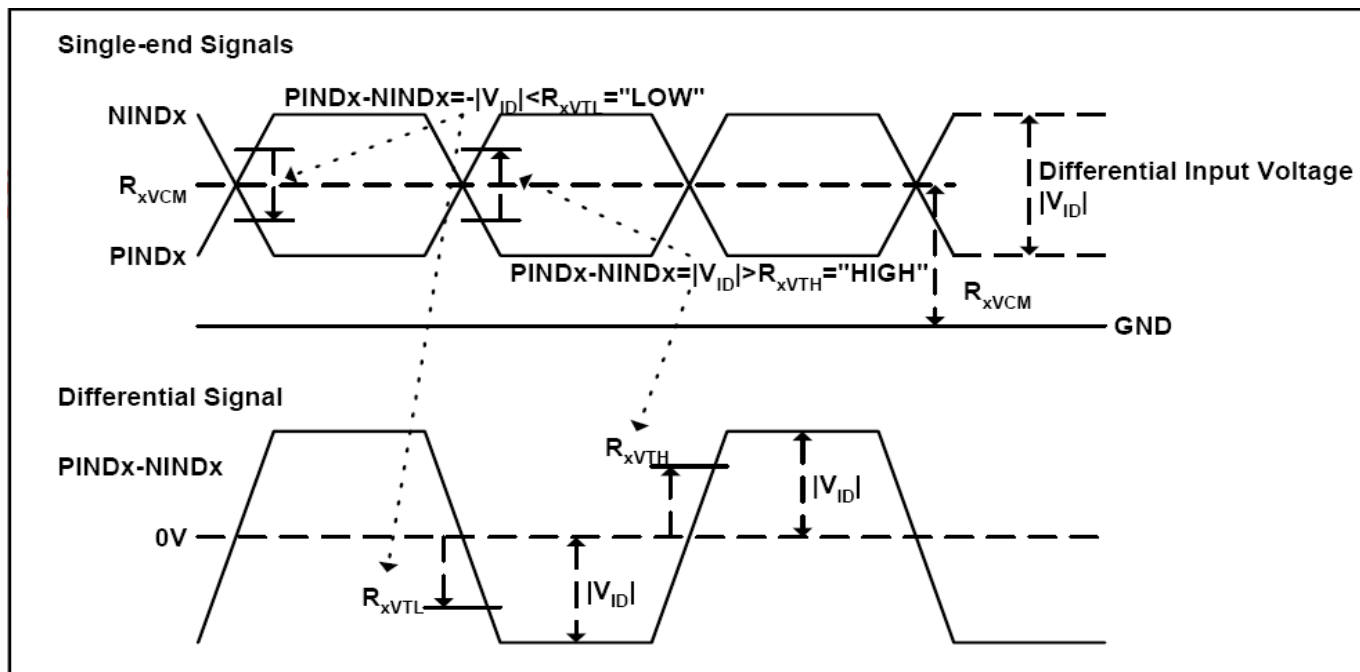 Single-end Signals
PINDx-NINDx=-|VID|<RxVTL="LOW"
NINDx
RxVCM
Differential Input Voltage
|VID|
PINDx
PINDx-NINDx=|VID|>RxVTH="HIGH"
RxVCM
GND
Differential Signal
RxVTH
PINDx-NINDx
|VID|
0V
RxVTL
|VID|